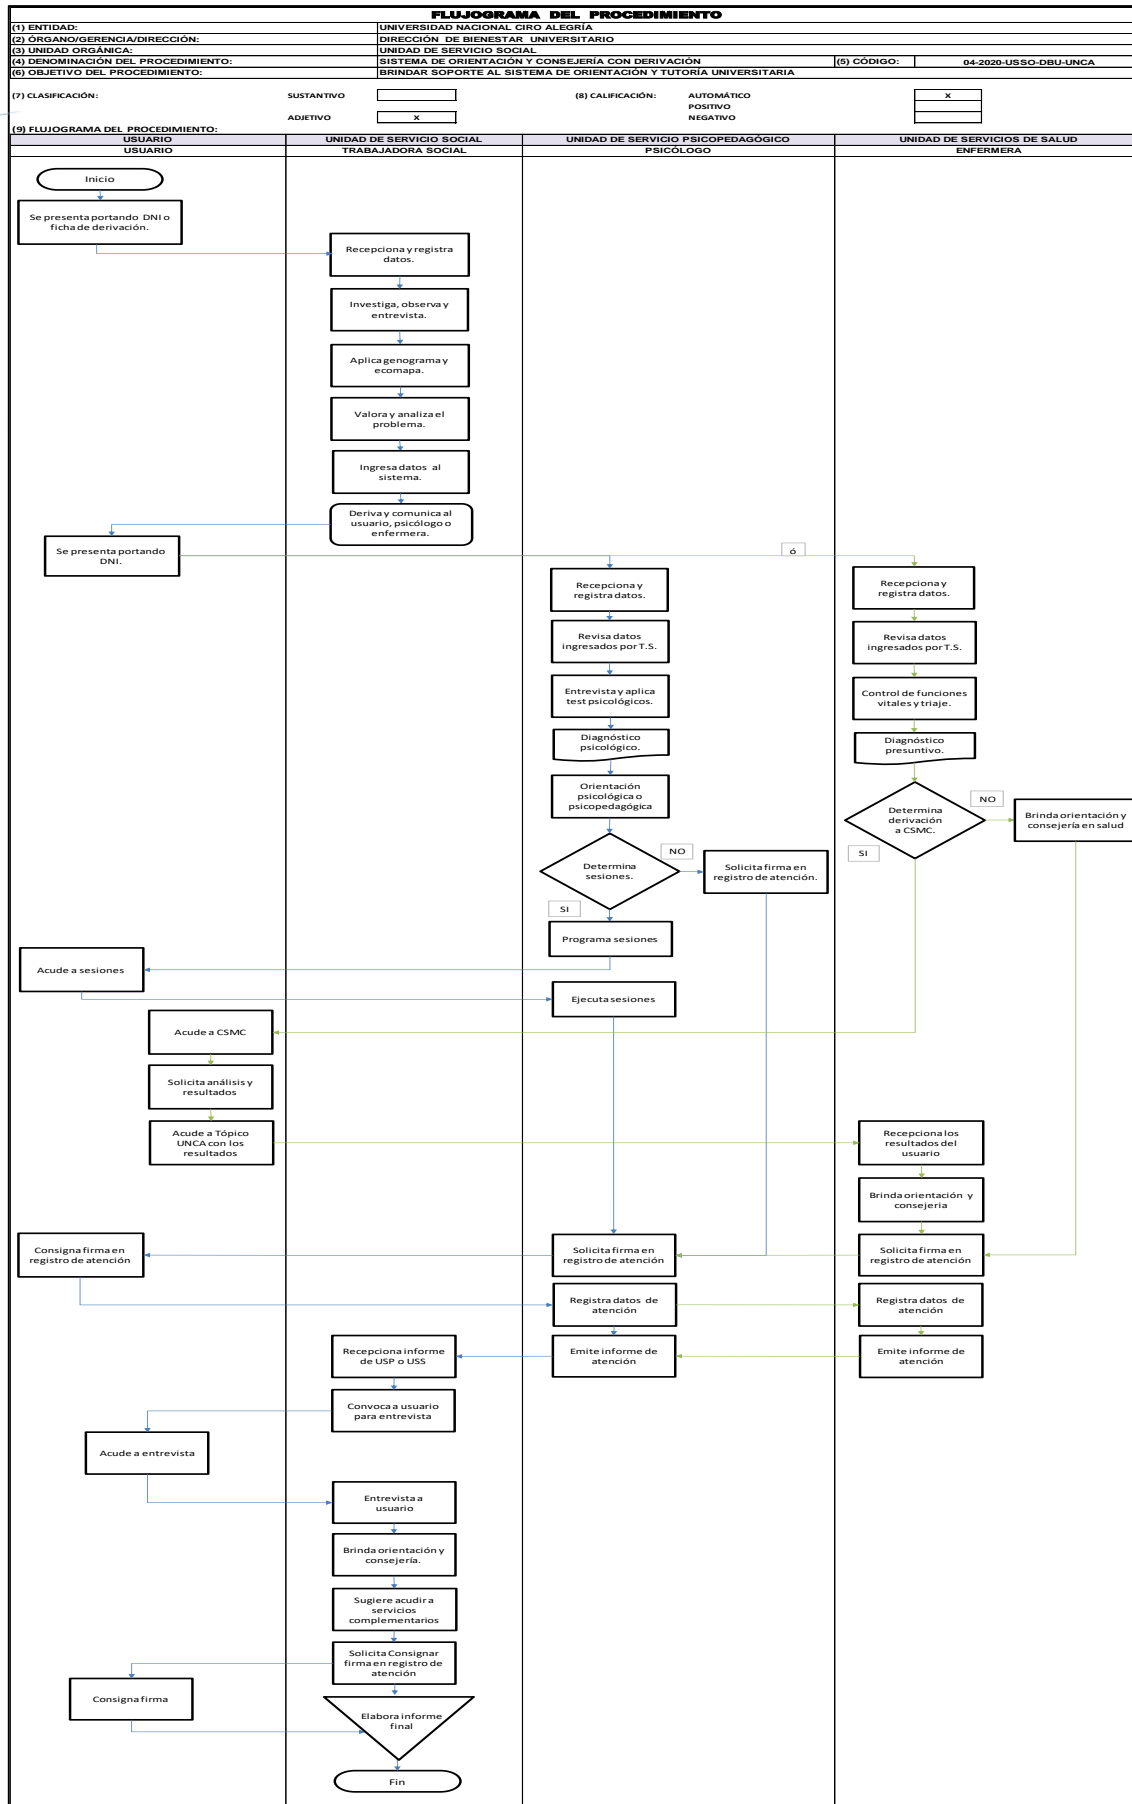 FLUJOGRAMA DEL PROCEDIMIENTO
(1) ENTIDAD: UNIVERSIDAD NACIONAL CIRO ALEGRÍA
(2) ÓRGANO/GERENCIA/DIRECCIÓN: DIRECCIÓN DE BIENESTAR UNIVERSITARIO
(3) UNIDAD ORGÁNICA: UNIDAD DE SERVICIO SOCIAL
(4) DENOMINACIÓN DEL PROCEDIMIENTO: SISTEMA DE ORIENTACIÓN Y CONSEJERÍA CON DERIVACIÓN (5) CÓDIGO: 04-2020-USSO-DBU-UNCA
(6) OBJETIVO DEL PROCEDIMIENTO: BRINDAR SOPORTE AL SISTEMA DE ORIENTACIÓN Y TUTORÍA UNIVERSITARIA
(7) CLASIFICACIÓN: SUSTANTIVO (8) CALIFICACIÓN: AUTOMÁTICO X
POSITIVO
ADJETIVO X NEGATIVO
(9) FLUJOGRAMA DEL PROCEDIMIENTO:
USUARIO UNIDAD DE SERVICIO SOCIAL UNIDAD DE SERVICIO PSICOPEDAGÓGICO UNIDAD DE SERVICIOS DE SALUD
USUARIO TRABAJADORA SOCIAL PSICÓLOGO ENFERMERA
Inicio
Se presenta portando DNI o
ficha de derivación.
Recepciona y registra
datos.
Investiga, observa y
entrevista.
Aplica genograma y
ecomapa.
Valora y analiza el
problema.
Ingresa datos al
sistema.
Deriva y comunica al
usuario, psicólogo o
enfermera.
Se presenta portando
DNI.
ó
Recepciona y
registra datos.
Revisa datos
ingresados por T.S.
Entrevista y aplica
test psicológicos.
Diagnóstico
psicológico.
Orientación
psicológica o
psicopedagógica
Determina
sesiones.
NO
Solicita firma en
registro de atención.
SI
Programa sesiones
Recepciona y
registra datos.
Revisa datos
ingresados por T.S.
Control de funciones
vitales y triaje.
Diagnóstico
presuntivo.
Determina
derivación
a CSMC.
NO
Brinda orientación y
consejería en salud
SI
Acude a sesiones
Ejecuta sesiones
Acude a CSMC
Solicita análisis y
resultados
Acude a Tópico
UNCA con los
resultados
Recepciona los
resultados del
usuario
Brinda orientación y
consejeria
Consigna firma en
registro de atención
Solicita firma en
registro de atención
Solicita firma en
registro de atención
Registra datos de
atención
Registra datos de
atención
Recepciona informe
de USP o USS
Emite informe de
atención
Emite informe de
atención
Convoca a usuario
para entrevista
Acude a entrevista
Entrevista a
usuario
Brinda orientación y
consejería.
Sugiere acudir a
servicios
complementarios
Solicita Consignar
firma en registro de
atención
Consigna firma
Elabora informe
final
Fin